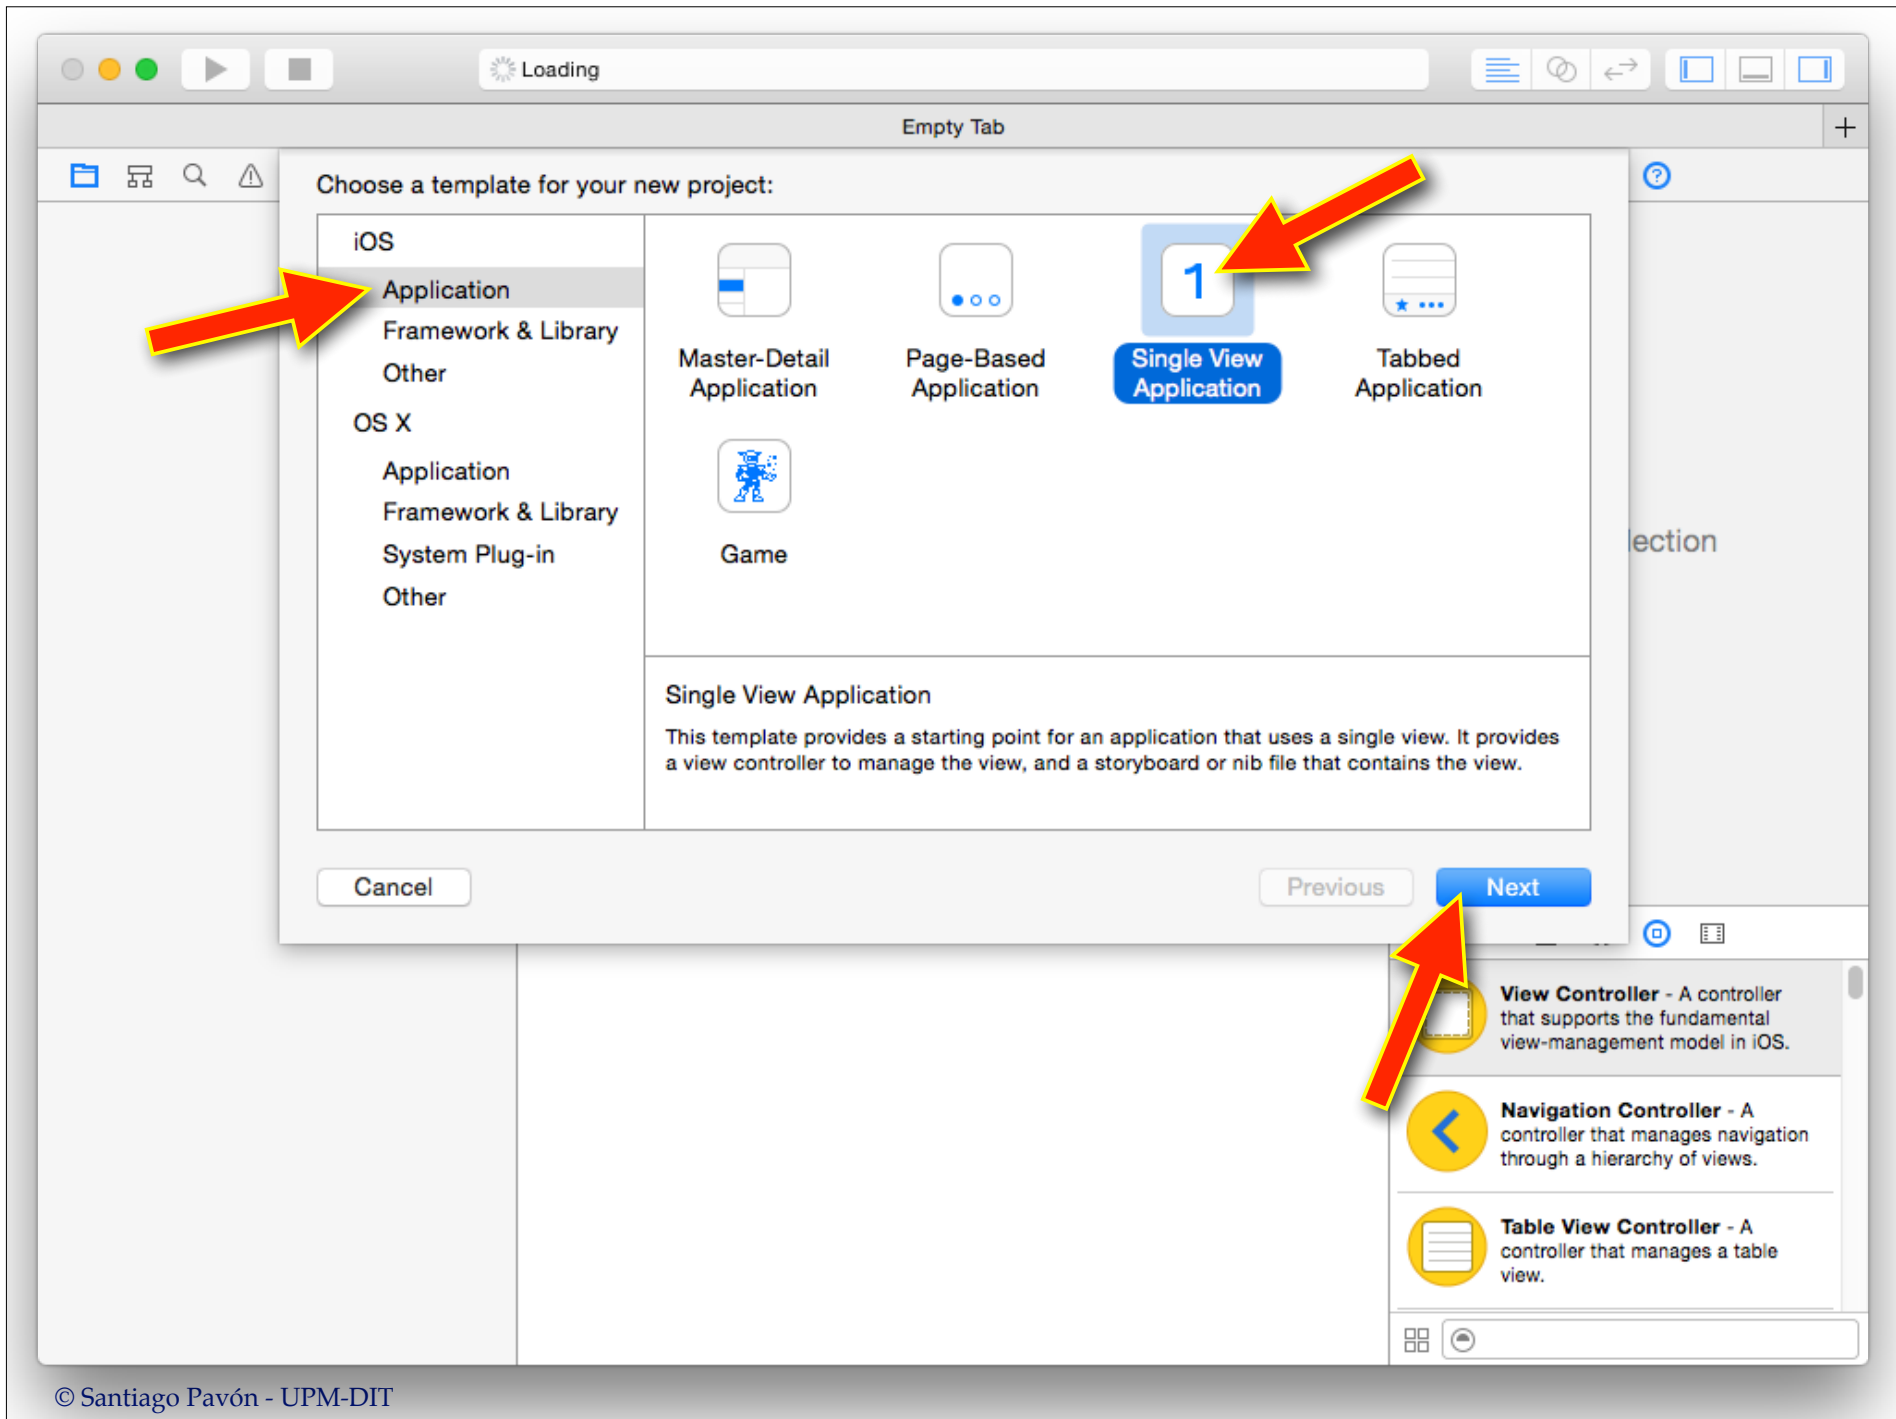 Loading
Empty Tab
Choose a template for your new project:
iOS
Application
Framework & Library
Other
OS X
Application
Framework & Library
System Plug-in
Other
1
Master-Detail
Application
Page-Based
Application
Single View
Application
Tabbed
Application
Game
Single View Application
This template provides a starting point for an application that uses a single view. It provides
a view controller to manage the view, and a storyboard or nib file that contains the view.
Cancel
Previous
Next
lection
View Controller - A controller
that supports the fundamental
view-management model in iOS.
Navigation Controller - A
controller that manages navigation
through a hierarchy of views.
Table View Controller - A
controller that manages a table
view.
© Santiago Pavón - UPM-DIT